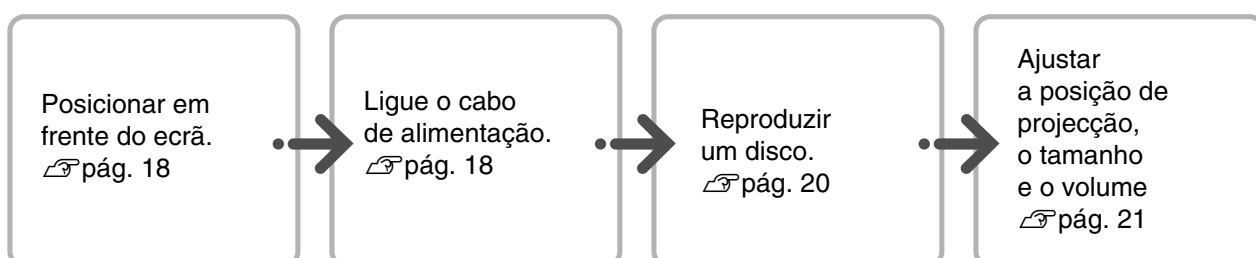 Posicionar em
frente do ecrã.
☞pág. 18
Ligue o cabo
de alimentação.
☞pág. 18
Reproduzir
um disco.
☞pág. 20
Ajustar
a posição de
projecção,
o tamanho
e o volume
☞pág. 21